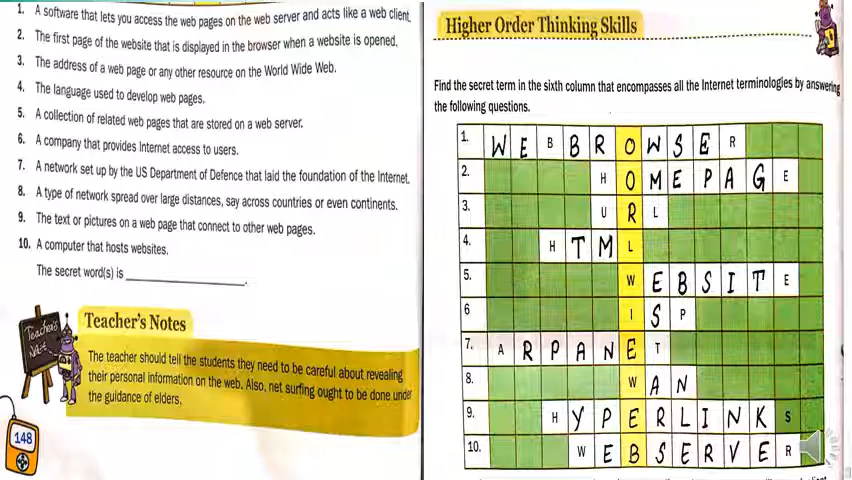 1. A software that lets you access the web pages on the web server and acts like a web client.
2. The first page of the website that is displayed in the browser when a website is opened.
3. The address of a web page or any other resource on the World Wide Web.
4. The language used to develop web pages.
5. A collection of related web pages that are stored on a web server.
6. A company that provides Internet access to users.
7. A network set up by the US Department of Defence that laid the foundation of the Internet.
8. A type of network spread over large distances, say across countries or even continents.
9. The text or pictures on a web page that connect to other web pages.
10. A computer that hosts websites.
The secret word(s) is ____________________.
Teacher's Notes
Teacher's Notes
The teacher should tell the students they need to be careful about revealing
their personal information on the web. Also, net surfing ought to be done under
the guidance of elders.
148
Higher Order Thinking Skills
Find the secret term in the sixth column that encompasses all the Internet terminologies by answering
the following questions.
1. W E B B R O W S E R
2. H O M E P A G E
3. U R L
4. H T M L
5. W E B S I T E
6 I S P
7. A R P A N E T
8. W A N
9. H Y P E R L I N K S
10. W E B S E R V E R